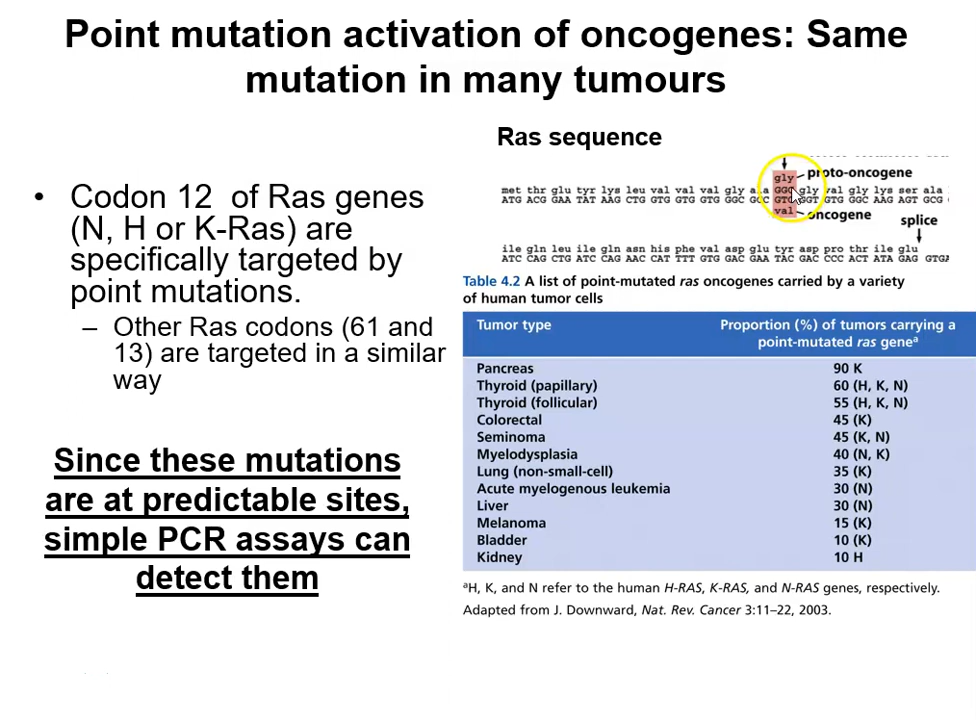 Point mutation activation of oncogenes: Same
mutation in many tumours
• Codon 12 of Ras genes
(N, H or K-Ras) are
specifically targeted by
point mutations.
– Other Ras codons (61 and
13) are targeted in a similar
way
Since these mutations
are at predictable sites,
simple PCR assays can
detect them
Ras sequence
gly proto-oncogene
met thr glu tyr lys leu val val val gly ala GGC gly val gly lys ser ala
ATG ACG GAA TAT AAG CTG GTG GTG GTG GGC GCC GTC GGT GTG GGC AAG AGT GCG
val oncogene
splice
ile gln leu ile gln asn his phe val asp glu tyr asp pro thr ile glu
ATC CAG CTG ATC CAG AAC CAT TTT GTG GAC GAA TAC GAC CCC ACT ATA GAG GTGA
Table 4.2 A list of point-mutated ras oncogenes carried by a variety
of human tumor cells
Tumor type Proportion (%) of tumors carrying a
point-mutated ras geneᵃ
Pancreas 90 K
Thyroid (papillary) 60 (H, K, N)
Thyroid (follicular) 55 (H, K, N)
Colorectal 45 (K)
Seminoma 45 (K, N)
Myelodysplasia 40 (N, K)
Lung (non-small-cell) 35 (K)
Acute myelogenous leukemia 30 (N)
Liver 30 (N)
Melanoma 15 (K)
Bladder 10 (K)
Kidney 10 H
ᵃH, K, and N refer to the human H-RAS, K-RAS, and N-RAS genes, respectively.
Adapted from J. Downward, Nat. Rev. Cancer 3:11–22, 2003.